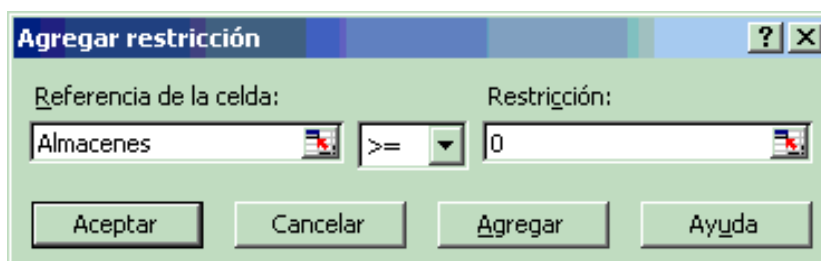 Agregar restricción
Referencia de la celda: Restricción:
Almacenes >= 0
Aceptar Cancelar Agregar Ayuda